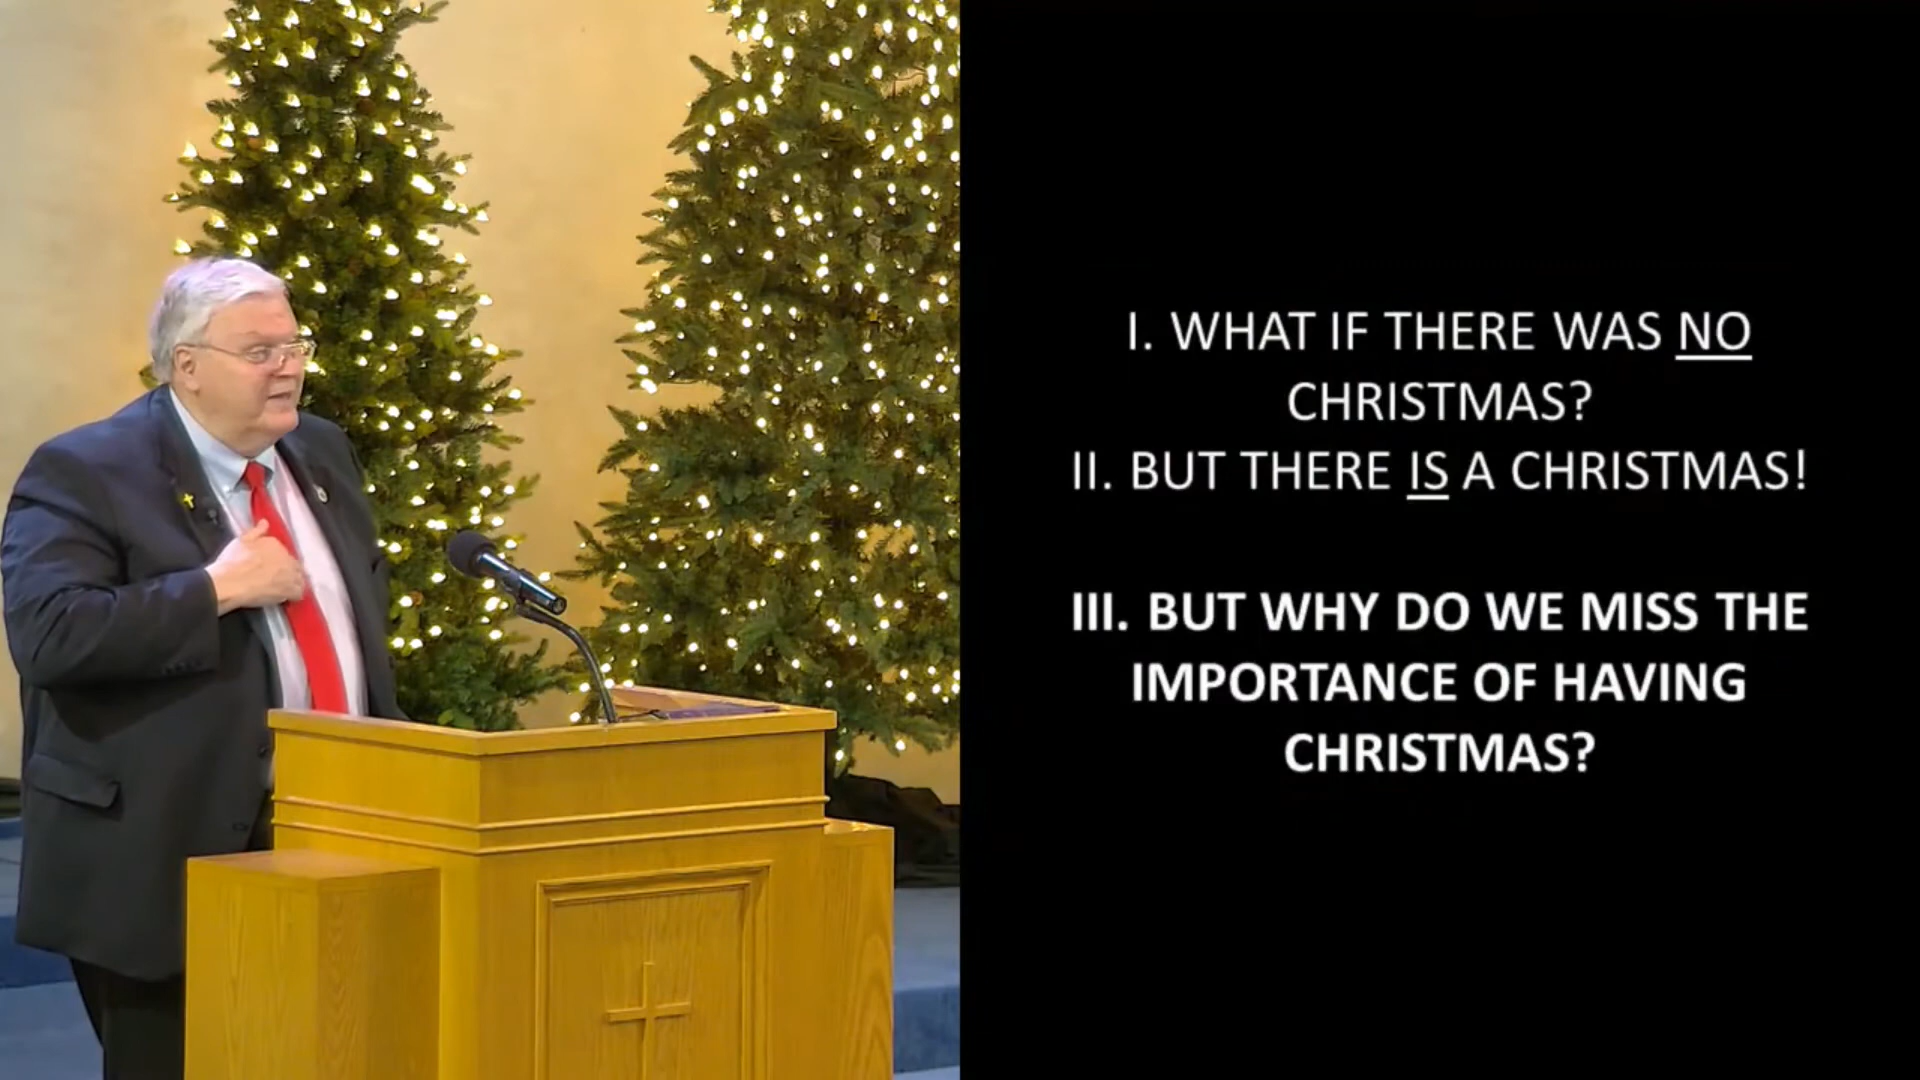 I. WHAT IF THERE WAS NO
CHRISTMAS?
II. BUT THERE IS A CHRISTMAS!
III. BUT WHY DO WE MISS THE
IMPORTANCE OF HAVING
CHRISTMAS?